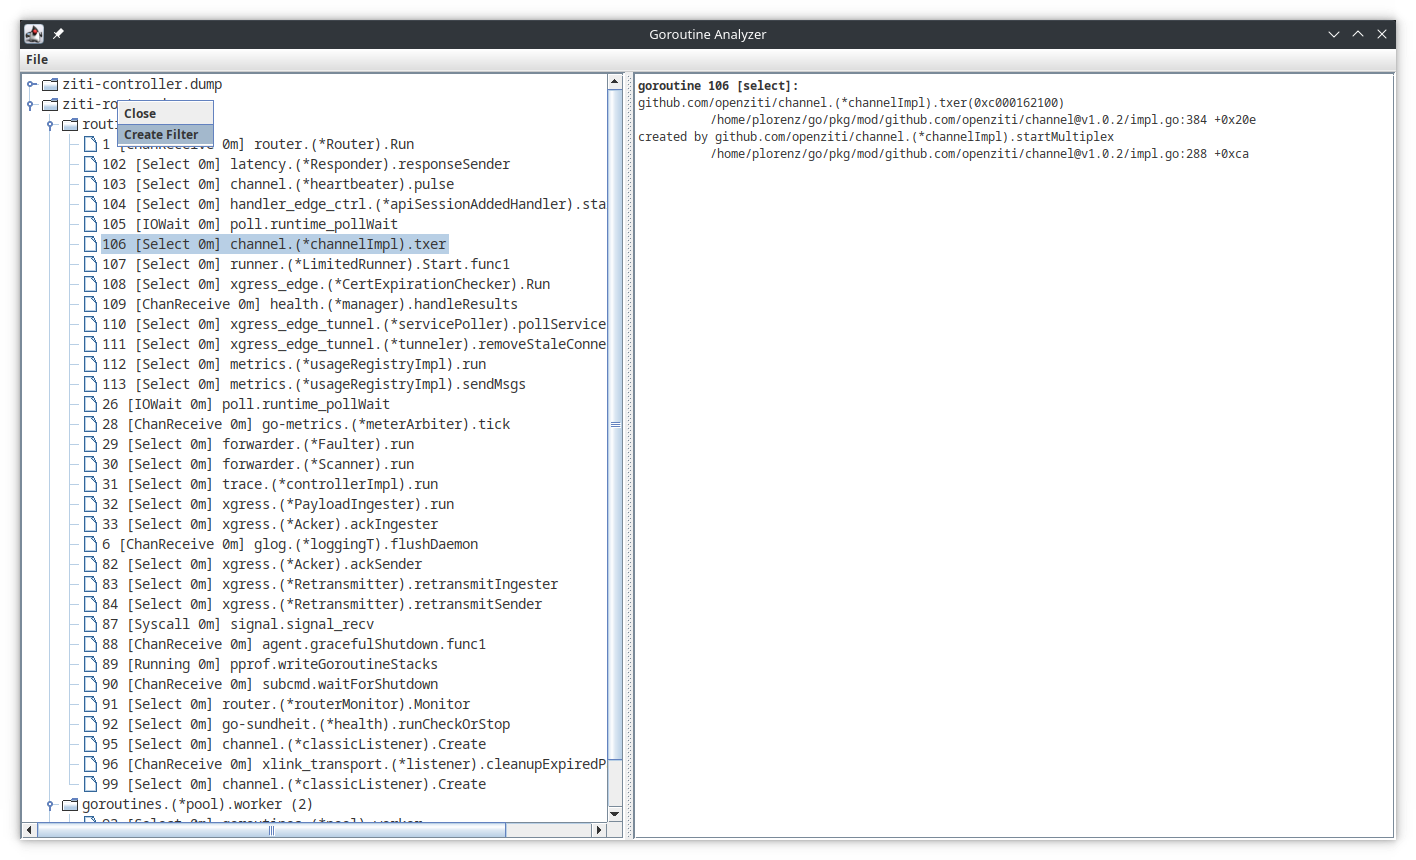 Goroutine Analyzer
File
ziti-controller.dump
ziti-ro
Close
Create Filter
routi
1 [ChanReceive 0m] router.(*Router).Run
102 [Select 0m] latency.(*Responder).responseSender
103 [Select 0m] channel.(*heartbeater).pulse
104 [Select 0m] handler_edge_ctrl.(*apiSessionAddedHandler).sta
105 [IOWait 0m] poll.runtime_pollWait
106 [Select 0m] channel.(*channelImpl).txer
107 [Select 0m] runner.(*LimitedRunner).Start.func1
108 [Select 0m] xgress_edge.(*CertExpirationChecker).Run
109 [ChanReceive 0m] health.(*manager).handleResults
110 [Select 0m] xgress_edge_tunnel.(*servicePoller).pollService
111 [Select 0m] xgress_edge_tunnel.(*tunneler).removeStaleConne
112 [Select 0m] metrics.(*usageRegistryImpl).run
113 [Select 0m] metrics.(*usageRegistryImpl).sendMsgs
26 [IOWait 0m] poll.runtime_pollWait
28 [ChanReceive 0m] go-metrics.(*meterArbiter).tick
29 [Select 0m] forwarder.(*Faulter).run
30 [Select 0m] forwarder.(*Scanner).run
31 [Select 0m] trace.(*controllerImpl).run
32 [Select 0m] xgress.(*PayloadIngester).run
33 [Select 0m] xgress.(*Acker).ackIngester
6 [ChanReceive 0m] glog.(*loggingT).flushDaemon
82 [Select 0m] xgress.(*Acker).ackSender
83 [Select 0m] xgress.(*Retransmitter).retransmitIngester
84 [Select 0m] xgress.(*Retransmitter).retransmitSender
87 [Syscall 0m] signal.signal_recv
88 [ChanReceive 0m] agent.gracefulShutdown.func1
89 [Running 0m] pprof.writeGoroutineStacks
90 [ChanReceive 0m] subcmd.waitForShutdown
91 [Select 0m] router.(*routerMonitor).Monitor
92 [Select 0m] go-sundheit.(*health).runCheckOrStop
95 [Select 0m] channel.(*classicListener).Create
96 [ChanReceive 0m] xlink_transport.(*listener).cleanupExpiredP
99 [Select 0m] channel.(*classicListener).Create
goroutines.(*pool).worker (2)
goroutine 106 [select]:
github.com/openziti/channel.(*channelImpl).txer(0xc000162100)
/home/plorenz/go/pkg/mod/github.com/openziti/channel@v1.0.2/impl.go:384 +0x20e
created by github.com/openziti/channel.(*channelImpl).startMultiplex
/home/plorenz/go/pkg/mod/github.com/openziti/channel@v1.0.2/impl.go:288 +0xca